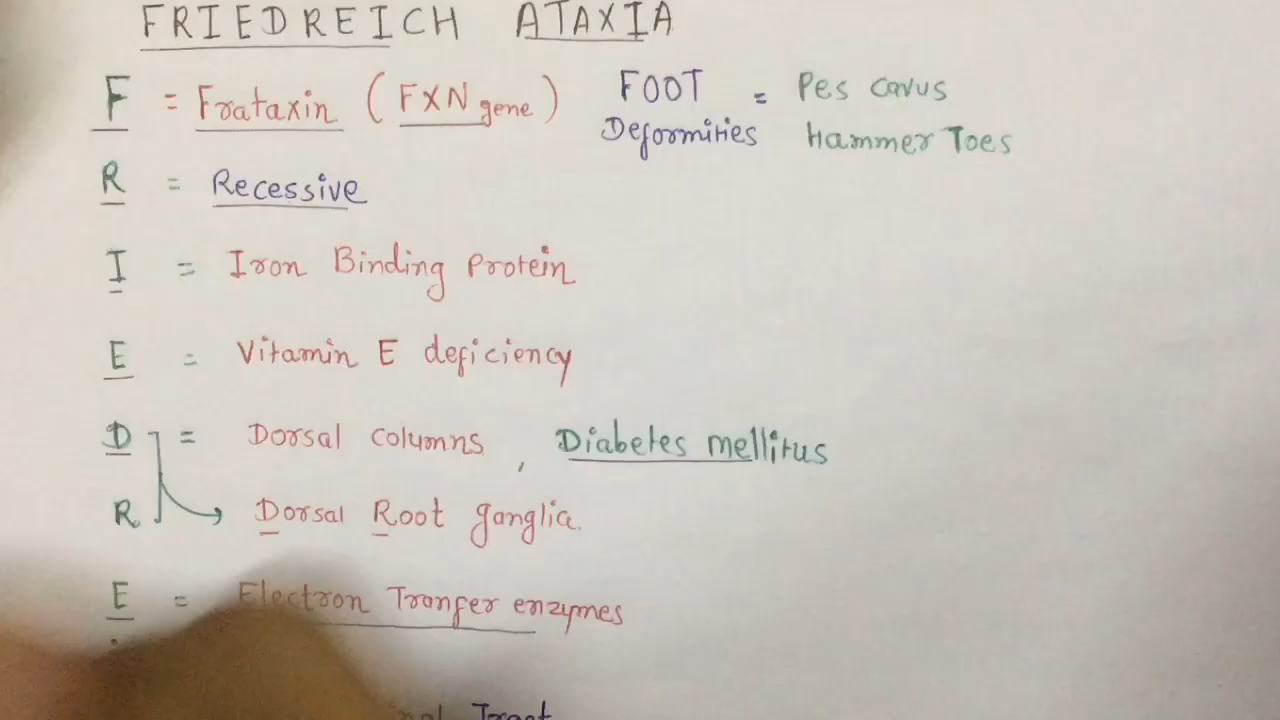 FRIEDREICH ATAXIA
F = Frataxin (FXN gene) FOOT Deformities = Pes cavus Hammer Toes
R = Recessive
I = Iron Binding protein
E = Vitamin E deficiency
D = Dorsal columns, Diabetes mellitus
R Dorsal Root ganglia.
E = Electron Tranfer enzymes